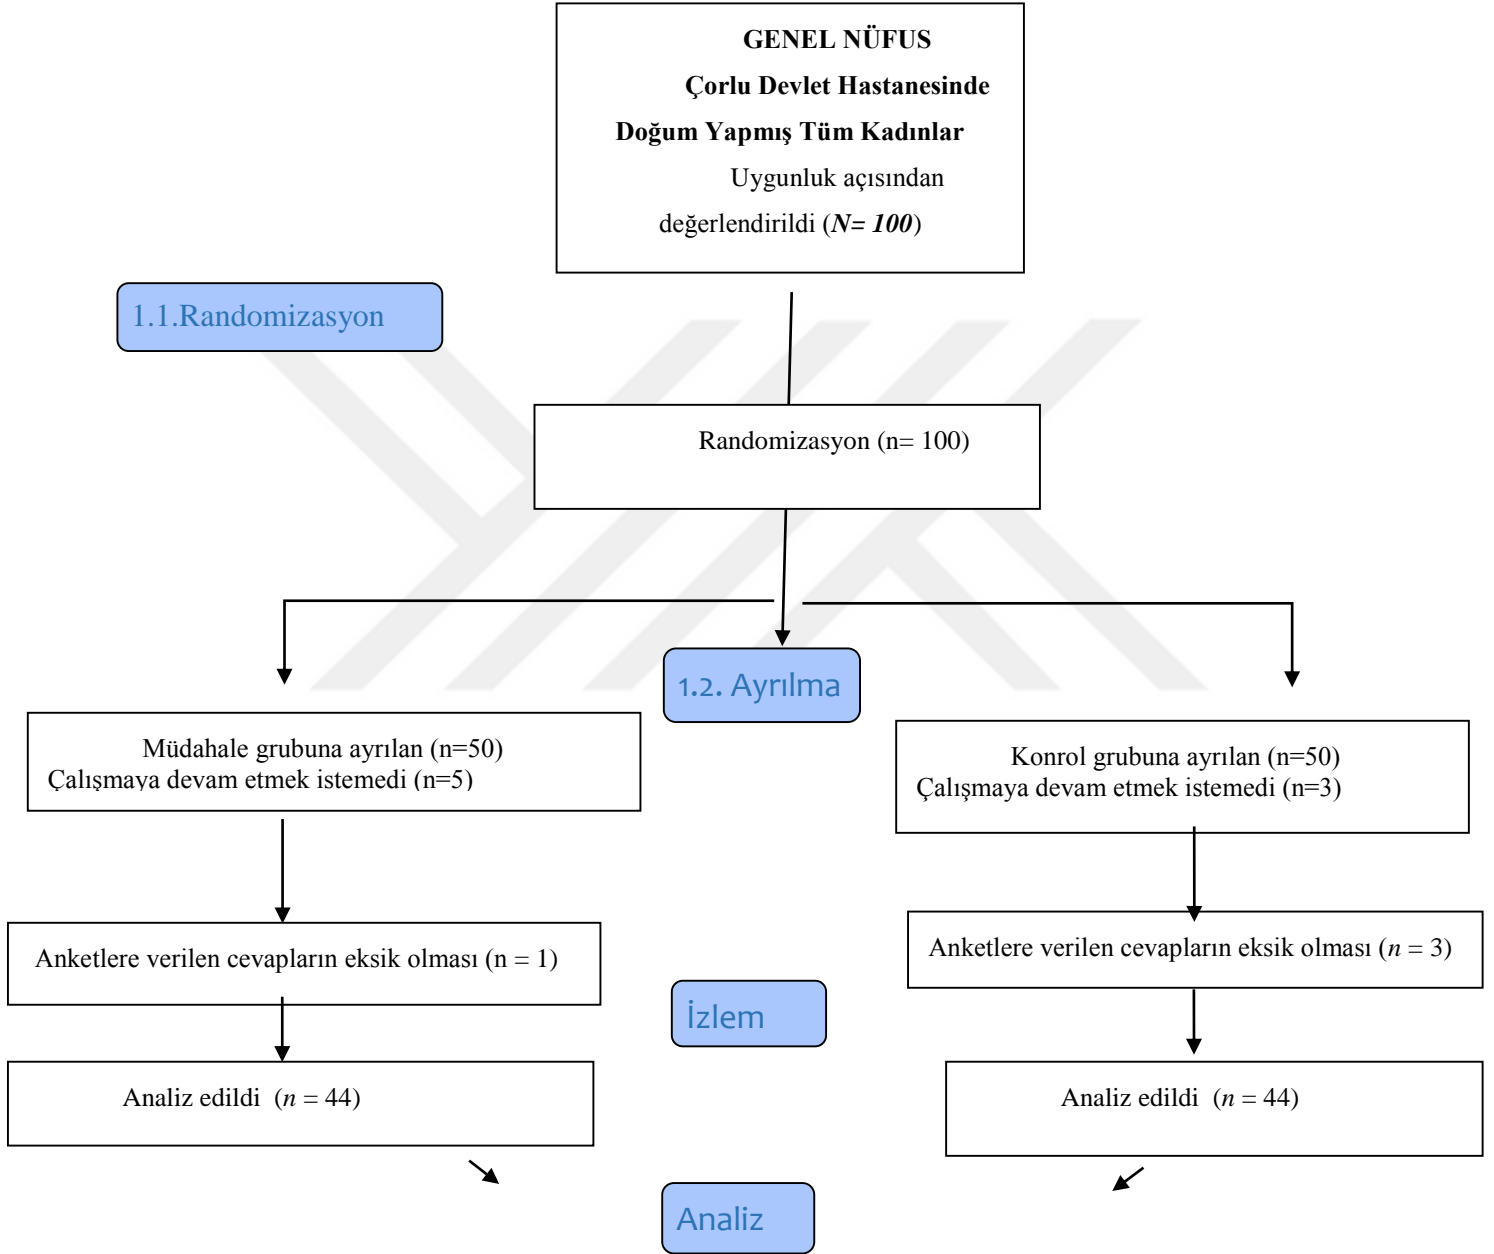 GENEL NÜFUS
Çorlu Devlet Hastanesinde
Doğum Yapmış Tüm Kadınlar
Uygunluk açısından
değerlendirildi (N= 100)
1.1.Randomizasyon
Randomizasyon (n= 100)
1.2. Ayrılma
Müdahale grubuna ayrılan (n=50)
Çalışmaya devam etmek istemedi (n=5)
Konrol grubuna ayrılan (n=50)
Çalışmaya devam etmek istemedi (n=3)
Anketlere verilen cevapların eksik olması (n = 1)
Anketlere verilen cevapların eksik olması (n = 3)
İzlem
Analiz edildi (n = 44)
Analiz edildi (n = 44)
Analiz